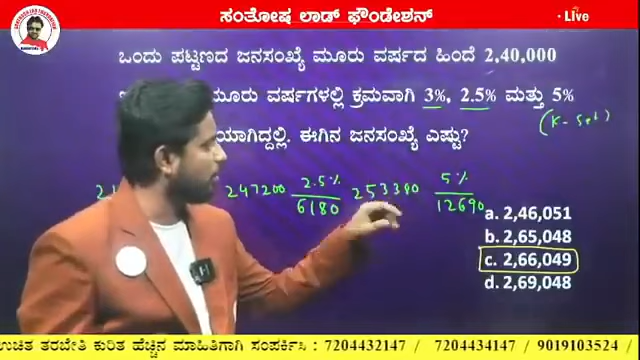 ಸಂತೋಷ ಲಾಡ್ ಫೌಂಡೇಶನ್
Live
ಒಂದು ಪಟ್ಟಣದ ಜನಸಂಖ್ಯೆ ಮೂರು ವರ್ಷದ ಹಿಂದೆ 2,40,000
ಮೂರು ವರ್ಷಗಳಲ್ಲಿ ಕ್ರಮವಾಗಿ 3%, 2.5% ಮತ್ತು 5%
(K-Set)
ಯಾಗಿದ್ದಲ್ಲಿ. ಈಗಿನ ಜನಸಂಖ್ಯೆ ಎಷ್ಟು?
247200 2.5% 253380 5%
6180 12690
a. 2,46,051
b. 2,65,048
c. 2,66,049
d. 2,69,048
ಉಚಿತ ತರಬೇತಿ ಕುರಿತ ಹೆಚ್ಚಿನ ಮಾಹಿತಿಗಾಗಿ ಸಂಪರ್ಕಿಸಿ : 7204432147 / 7204434147 / 9019103524 /